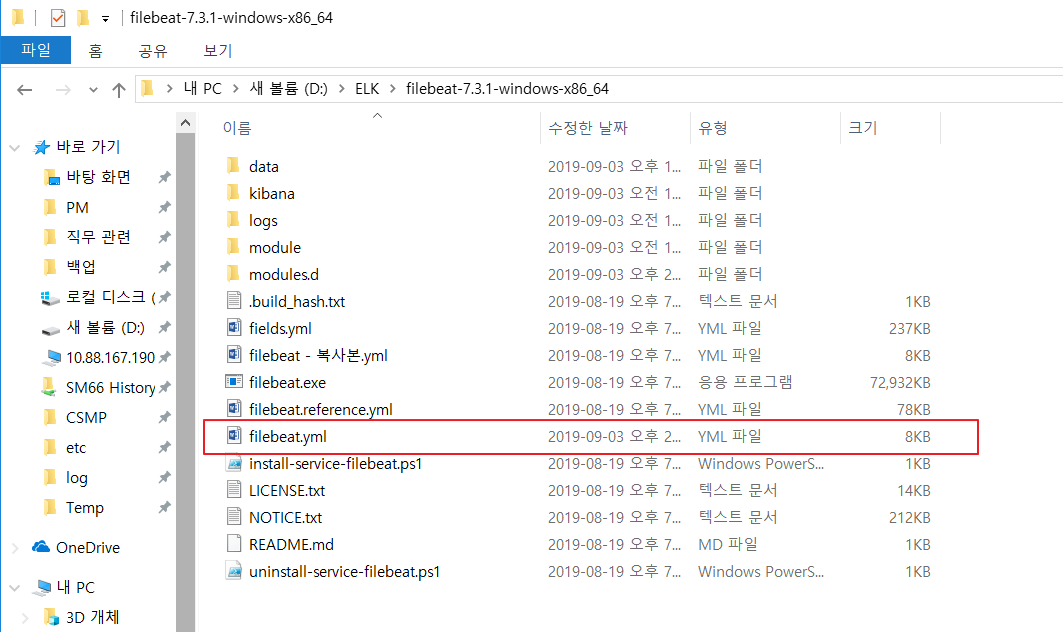 filebeat-7.3.1-windows-x86_64
파일 홈 공유 보기
내 PC 새 볼륨 (D:) ELK filebeat-7.3.1-windows-x86_64
바로 가기
바탕 화면
PM
직무 관련
백업
로컬 디스크 (
새 볼륨 (D:)
10.88.167.190
SM66 History
CSMP
etc
log
Temp
OneDrive
내 PC
3D 개체
이름 수정한 날짜 유형 크기
data 2019-09-03 오후 1... 파일 폴더
kibana 2019-09-03 오전 1... 파일 폴더
logs 2019-09-03 오전 1... 파일 폴더
module 2019-09-03 오전 1... 파일 폴더
modules.d 2019-09-03 오후 2... 파일 폴더
.build_hash.txt 2019-08-19 오후 7... 텍스트 문서 1KB
fields.yml 2019-08-19 오후 7... YML 파일 237KB
filebeat - 복사본.yml 2019-08-19 오후 7... YML 파일 8KB
filebeat.exe 2019-08-19 오후 7... 응용 프로그램 72,932KB
filebeat.reference.yml 2019-08-19 오후 7... YML 파일 78KB
filebeat.yml 2019-09-03 오후 2... YML 파일 8KB
install-service-filebeat.ps1 2019-08-19 오후 7... Windows PowerS... 1KB
LICENSE.txt 2019-08-19 오후 7... 텍스트 문서 14KB
NOTICE.txt 2019-08-19 오후 7... 텍스트 문서 212KB
README.md 2019-08-19 오후 7... MD 파일 1KB
uninstall-service-filebeat.ps1 2019-08-19 오후 7... Windows PowerS... 1KB